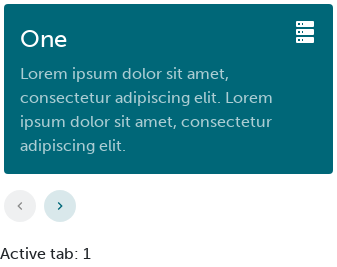 One
Lorem ipsum dolor sit amet,
consectetur adipiscing elit. Lorem
ipsum dolor sit amet, consectetur
adipiscing elit.
Active tab: 1